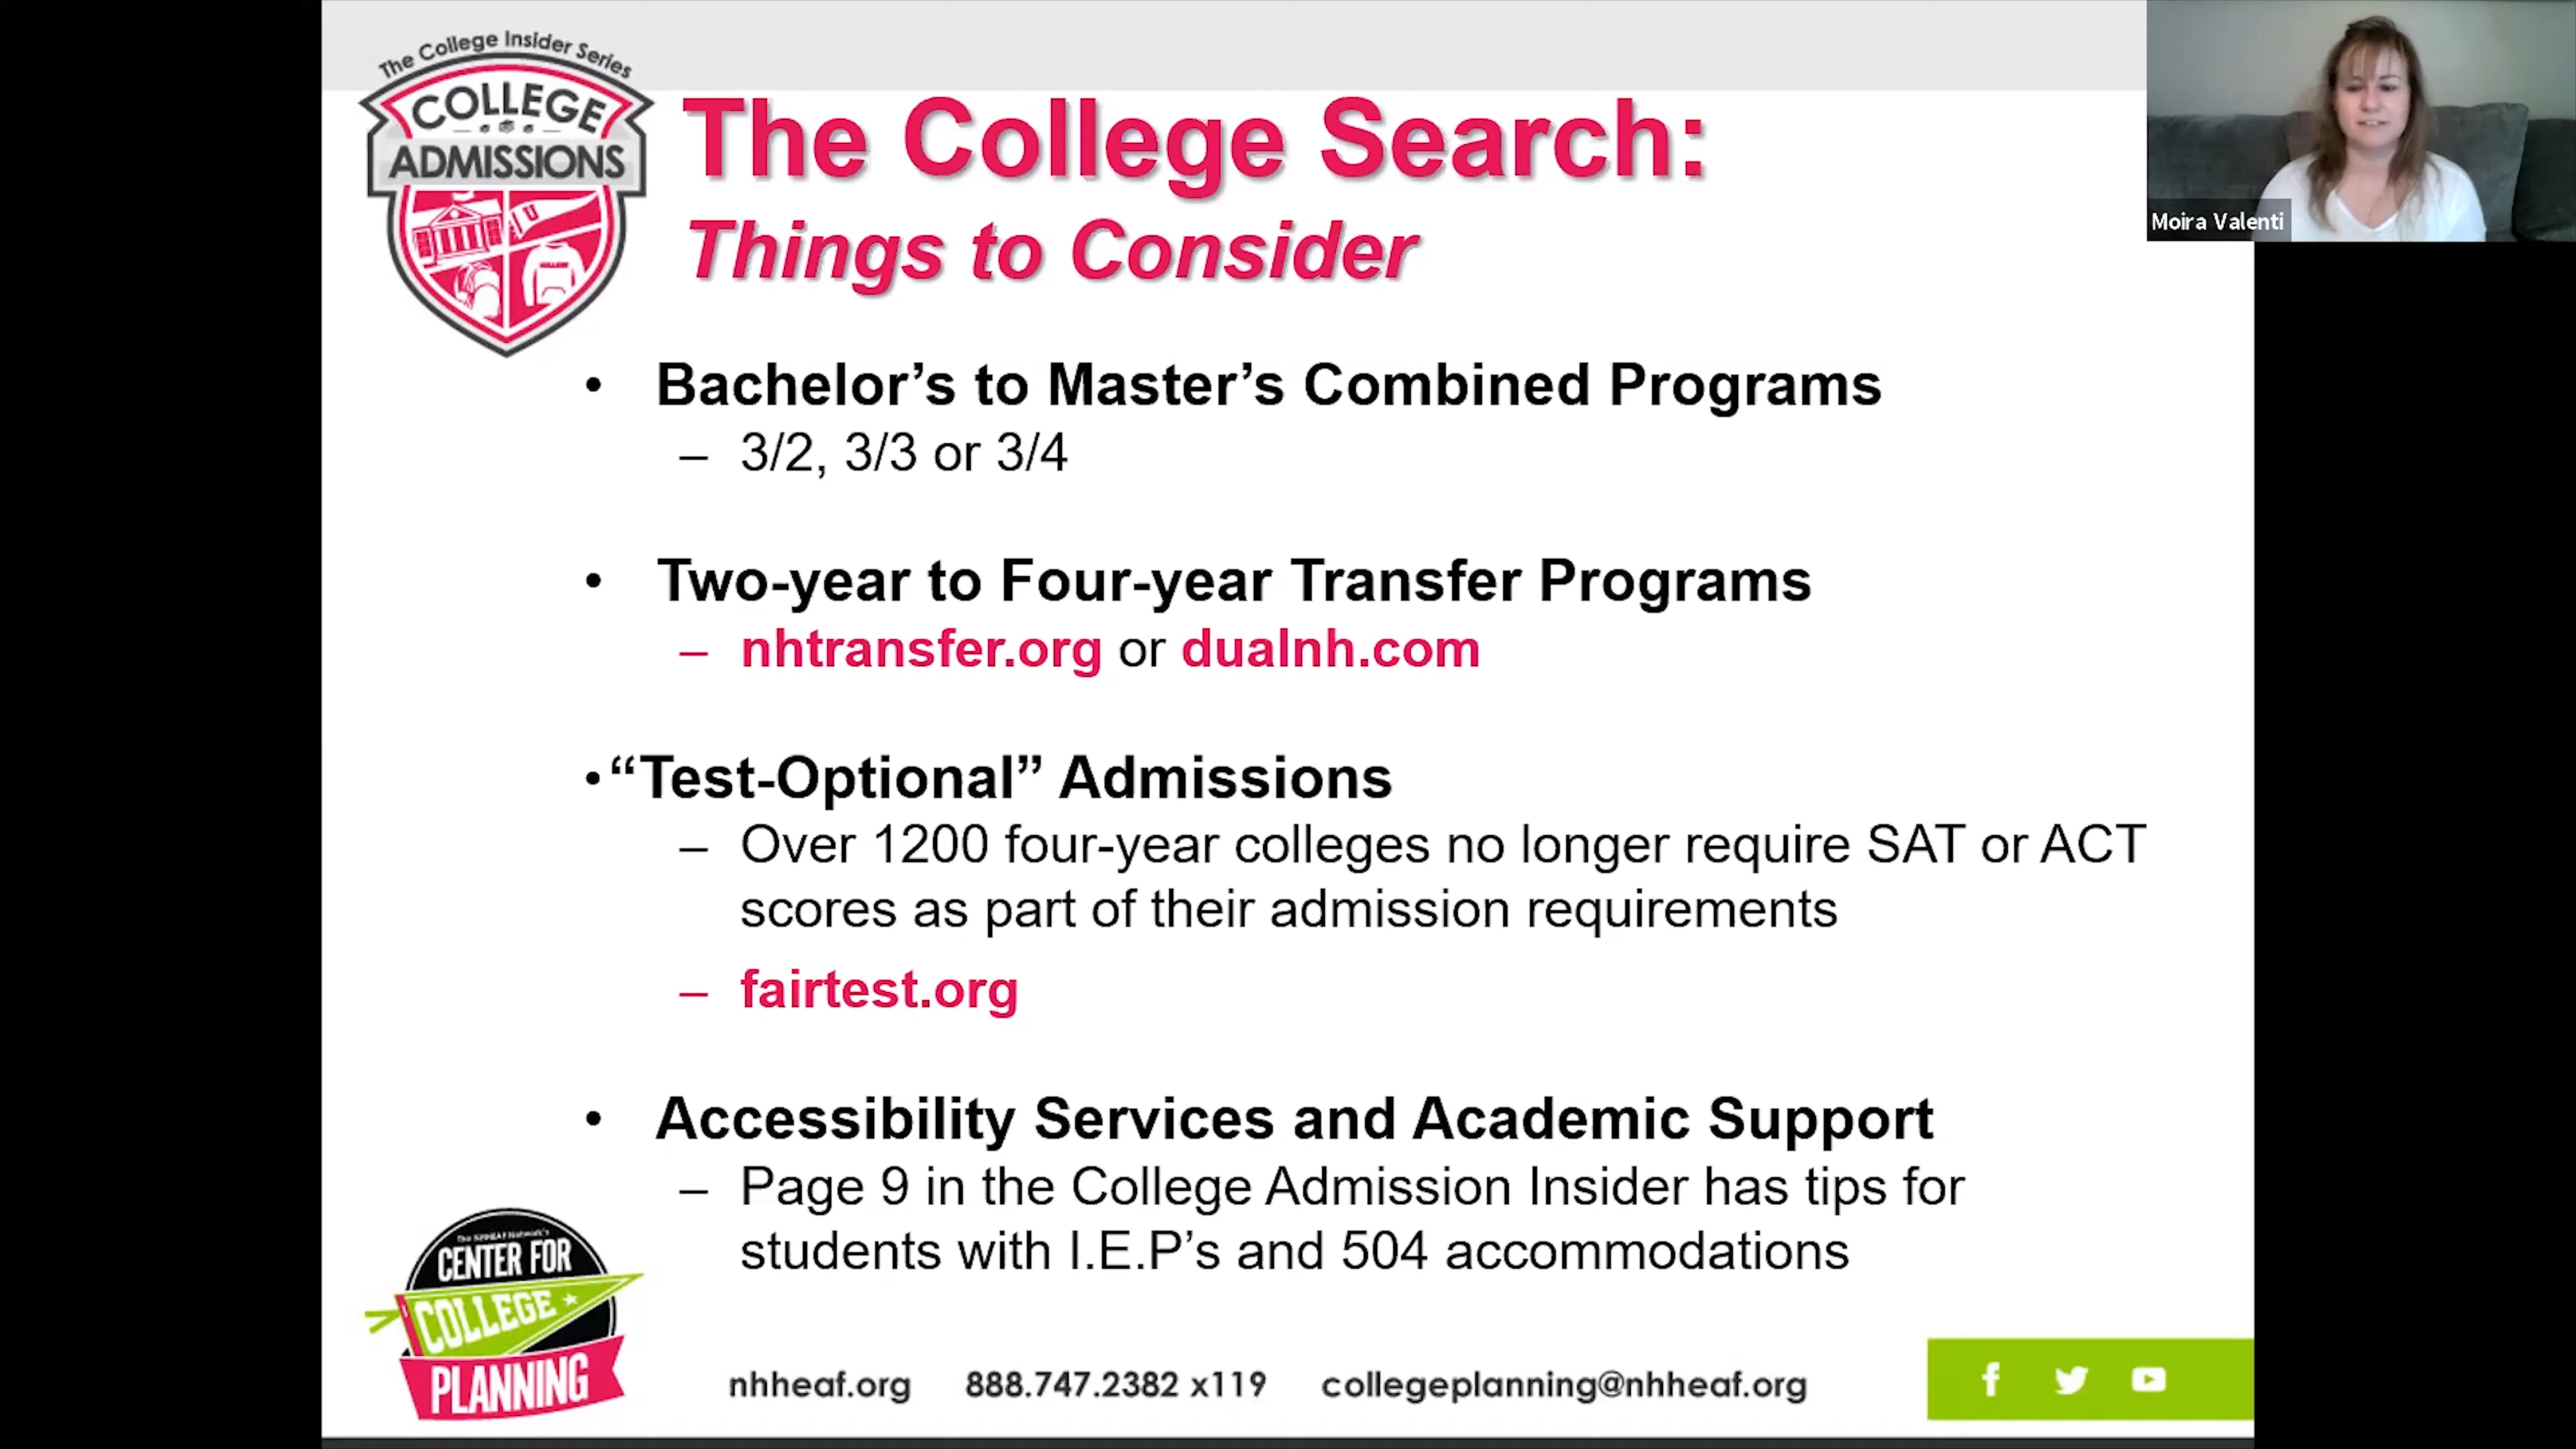 The College Insider Series
COLLEGE
ADMISSIONS
The College Search:
Things to Consider
Moira Valenti
• Bachelor’s to Master’s Combined Programs
– 3/2, 3/3 or 3/4
• Two-year to Four-year Transfer Programs
– nhtransfer.org or dualnh.com
• “Test-Optional” Admissions
– Over 1200 four-year colleges no longer require SAT or ACT
scores as part of their admission requirements
– fairtest.org
• Accessibility Services and Academic Support
– Page 9 in the College Admission Insider has tips for
students with I.E.P’s and 504 accommodations
The NHHEAF Network's
CENTER FOR
COLLEGE
PLANNING
nhheaf.org 888.747.2382 x119 collegeplanning@nhheaf.org